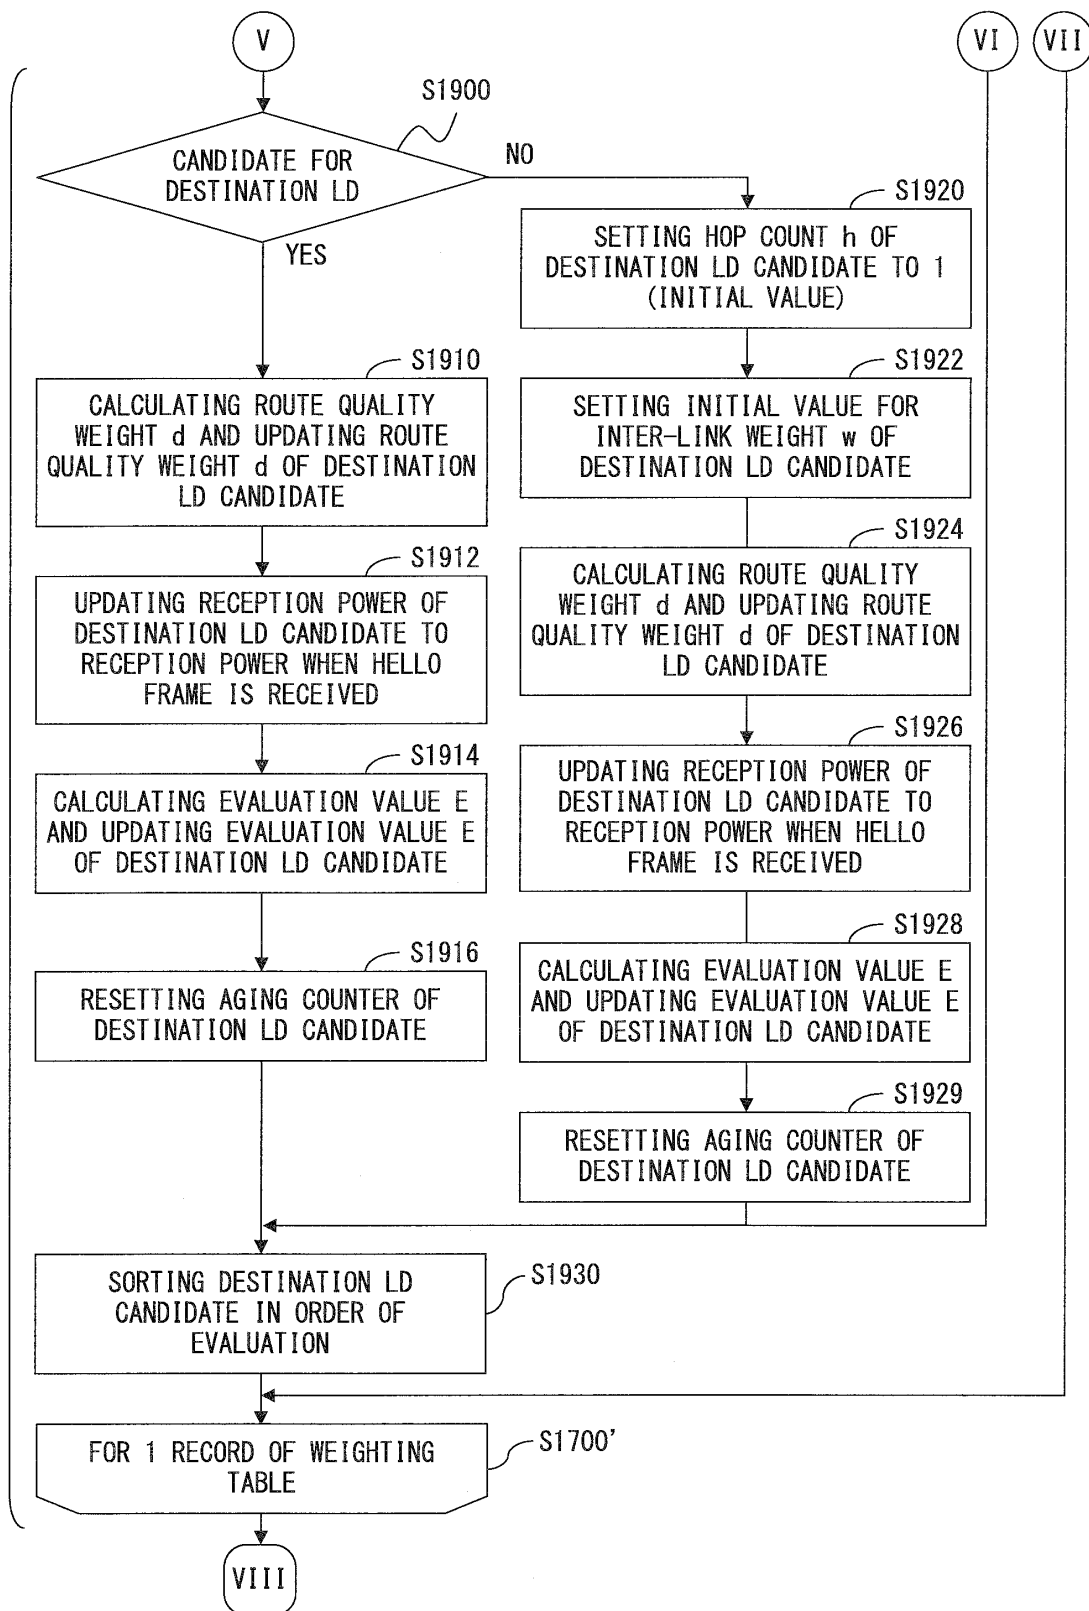 V
VI
VII
S1900
CANDIDATE FOR
DESTINATION LD
NO
YES
S1920
SETTING HOP COUNT h OF
DESTINATION LD CANDIDATE TO 1
(INITIAL VALUE)
S1910
CALCULATING ROUTE QUALITY
WEIGHT d AND UPDATING ROUTE
QUALITY WEIGHT d OF DESTINATION
LD CANDIDATE
S1922
SETTING INITIAL VALUE FOR
INTER-LINK WEIGHT w OF
DESTINATION LD CANDIDATE
S1912
UPDATING RECEPTION POWER OF
DESTINATION LD CANDIDATE TO
RECEPTION POWER WHEN HELLO
FRAME IS RECEIVED
S1924
CALCULATING ROUTE QUALITY
WEIGHT d AND UPDATING ROUTE
QUALITY WEIGHT d OF DESTINATION
LD CANDIDATE
S1914
CALCULATING EVALUATION VALUE E
AND UPDATING EVALUATION VALUE E
OF DESTINATION LD CANDIDATE
S1926
UPDATING RECEPTION POWER OF
DESTINATION LD CANDIDATE TO
RECEPTION POWER WHEN HELLO
FRAME IS RECEIVED
S1916
RESETTING AGING COUNTER OF
DESTINATION LD CANDIDATE
S1928
CALCULATING EVALUATION VALUE E
AND UPDATING EVALUATION VALUE E
OF DESTINATION LD CANDIDATE
S1929
RESETTING AGING COUNTER OF
DESTINATION LD CANDIDATE
SORTING DESTINATION LD
CANDIDATE IN ORDER OF
EVALUATION
S1930
FOR 1 RECORD OF WEIGHTING
TABLE
S1700'
VIII